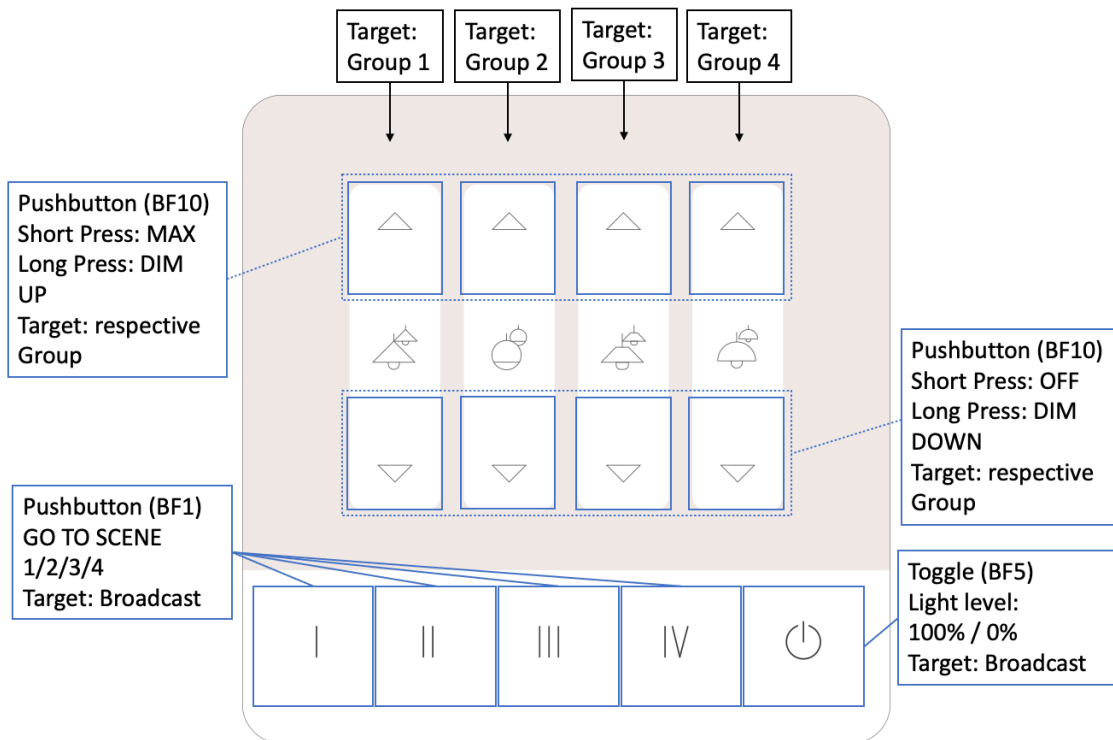 Target:
Group 1
Target:
Group 2
Target:
Group 3
Target:
Group 4
Pushbutton (BF10)
Short Press: MAX
Long Press: DIM
UP
Target: respective
Group
Pushbutton (BF10)
Short Press: OFF
Long Press: DIM
DOWN
Target: respective
Group
Pushbutton (BF1)
GO TO SCENE
1/2/3/4
Target: Broadcast
Toggle (BF5)
Light level:
100% / 0%
Target: Broadcast
I
II
III
IV